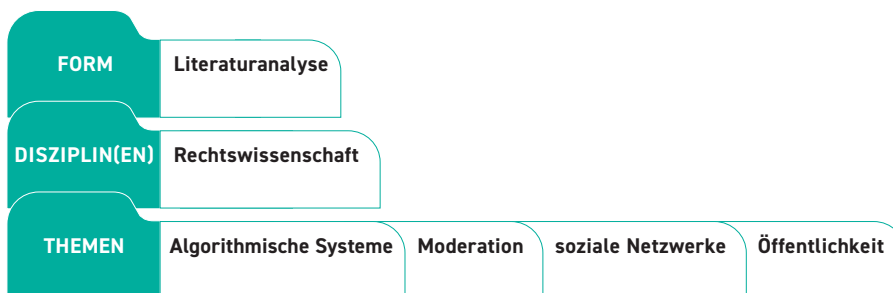 FORM Literaturanalyse
DISZIPLIN(EN) Rechtswissenschaft
THEMEN Algorithmische Systeme Moderation soziale Netzwerke Öffentlichkeit